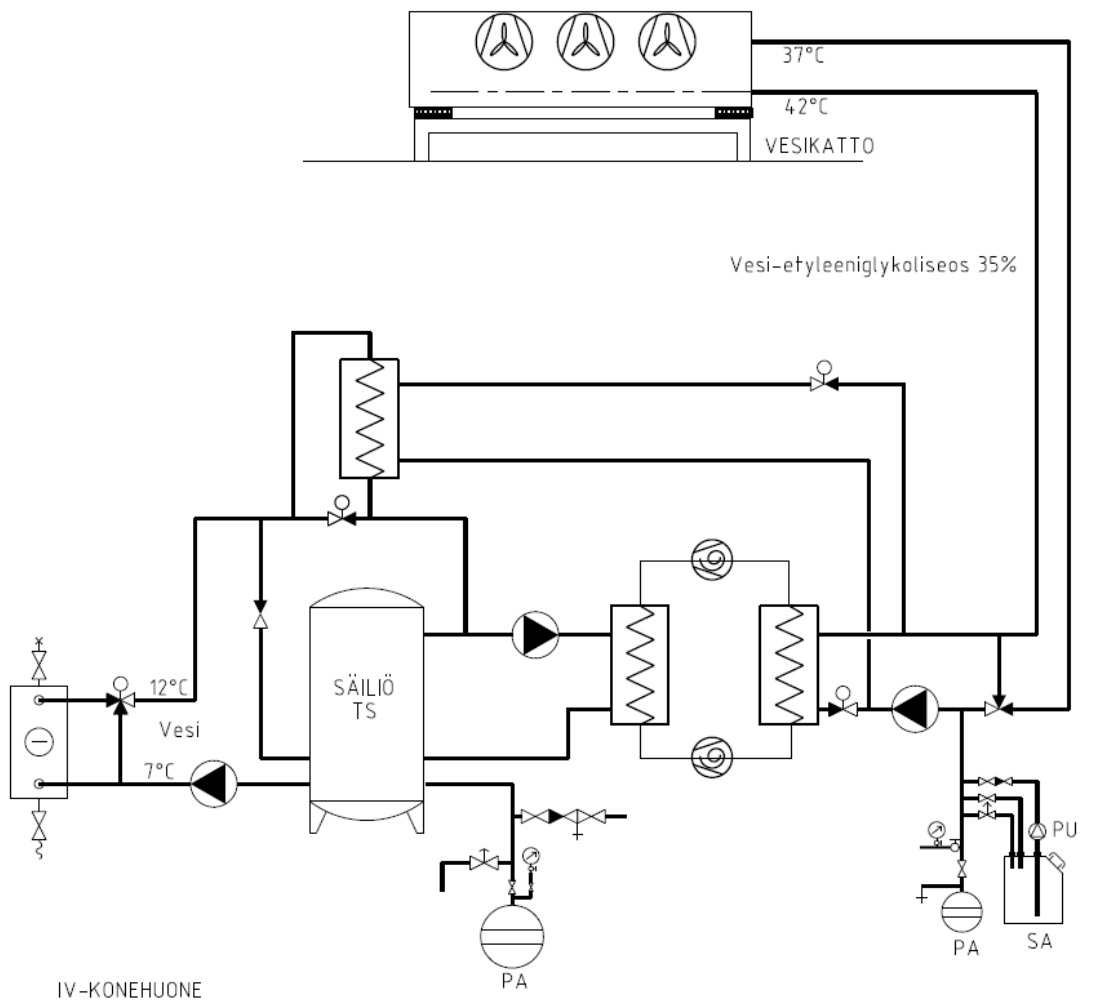 37°C
42°C
VESIKATTO
Vesi-etyleeniglykoliseos 35%
SÄILIÖ
TS
12°C
Vesi
7°C
PU
PA
SA
PA
IV-KONEHUONE